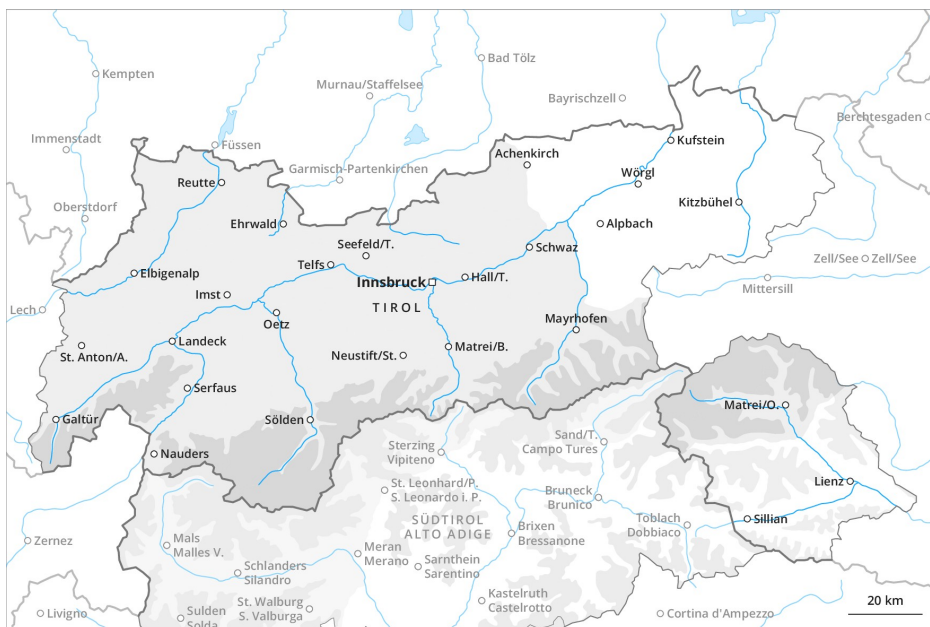 Kempten
Bad Tölz
Murnau/Staffelsee
Bayrischzell
Berchtesgaden
Immenstadt
Füssen
Kufstein
Achenkirch
Garmisch-Partenkirchen
Wörgl
Reutte
Oberstdorf
Kitzbühel
Ehrwald
Alpbach
Seefeld/T.
Schwaz
Telfs
Zell/See
Zell/See
Elbigenalp
Innsbruck
Hall/T.
Mittersill
Imst
TIROL
Lech
Oetz
Mayrhofen
Landeck
St. Anton/A.
Neustift/St.
Matrei/B.
Serfaus
Matrei/O.
Galtür
Sölden
Sand/T.
Campo Tures
Sterzing
Vipiteno
Nauders
St. Leonhard/P.
S. Leonardo i. P.
Lienz
Bruneck
Brunico
SÜDTIROL
ALTO ADIGE
Sillian
Toblach
Dobbiaco
Brixen
Bressanone
Zernez
Mals
Malles V.
Meran
Merano
Sarnthein
Sarentino
Schlanders
Silandro
Kastelruth
Castelrotto
20 km
St. Walburg
S. Valburga
Livigno
Sulden
Solda
Cortina d'Ampezzo